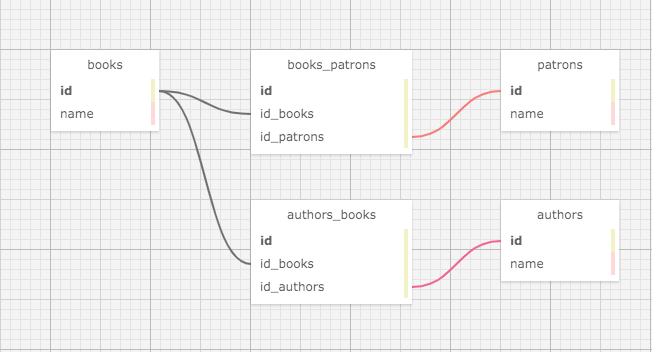 books
id
name
books_patrons
id
id_books
id_patrons
patrons
id
name
authors_books
id
id_books
id_authors
authors
id
name